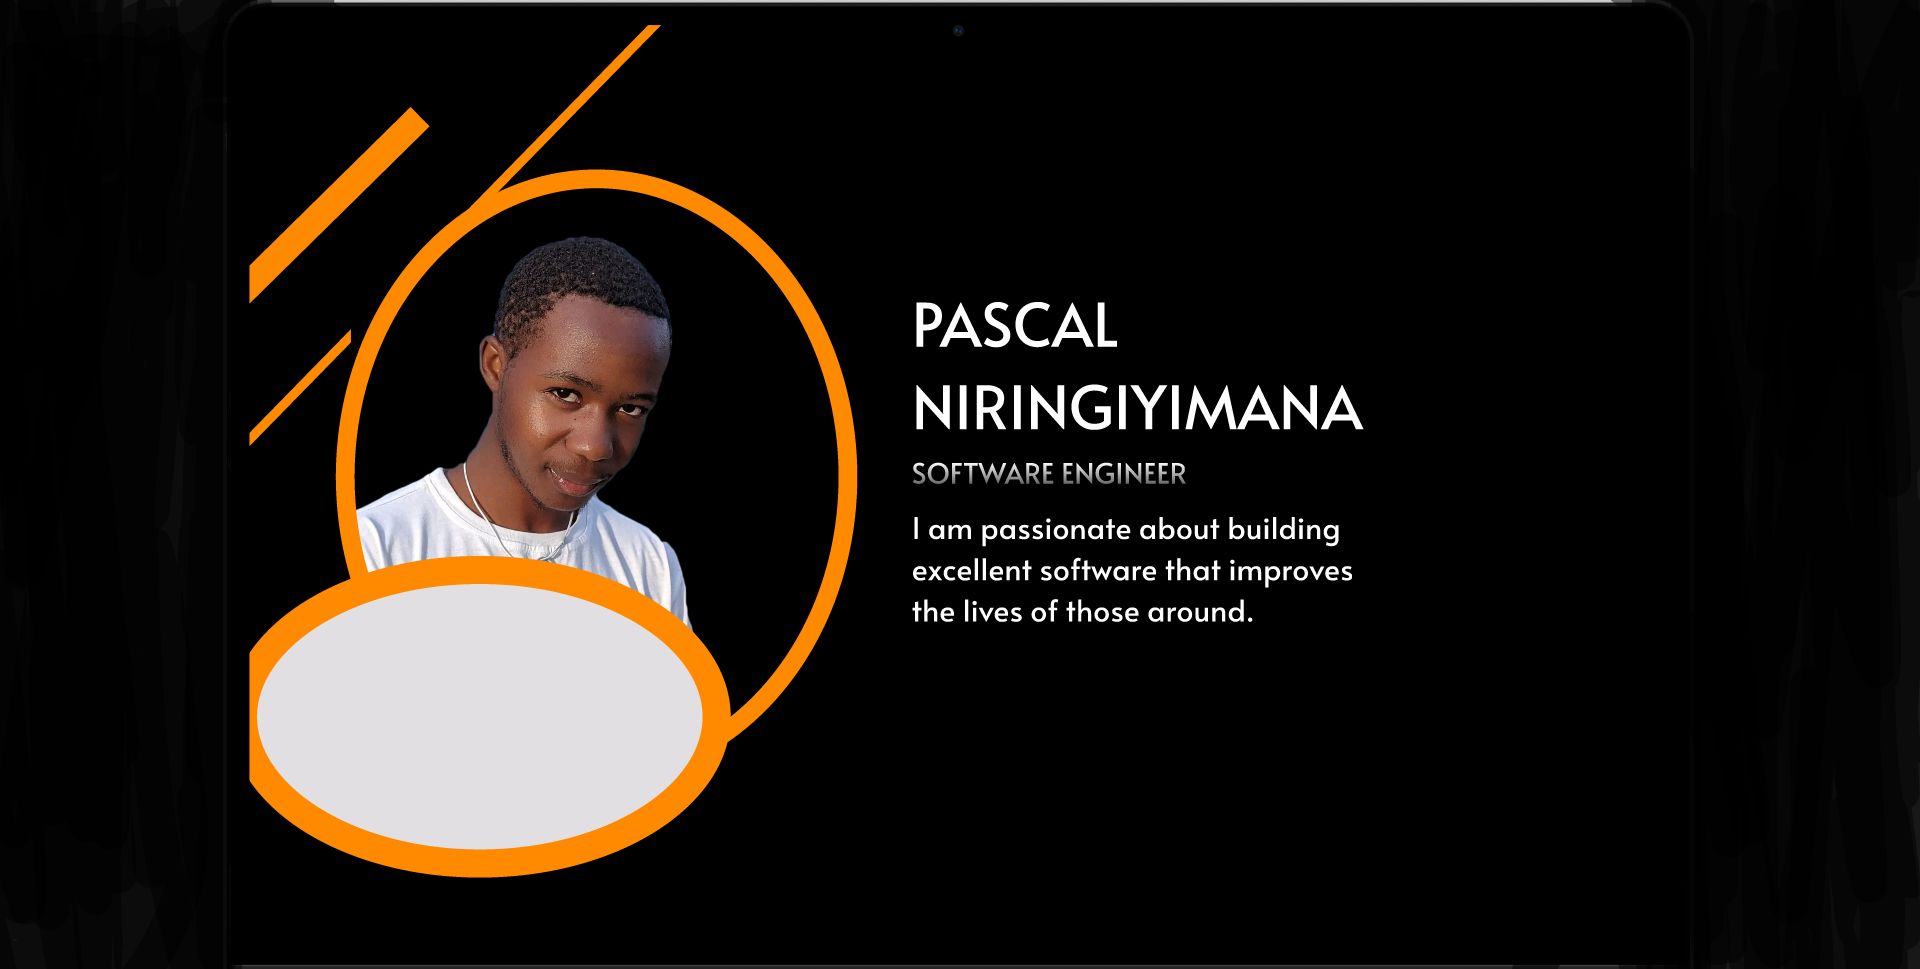 PASCAL
NIRINGIYIMANA
SOFTWARE ENGINEER
I am passionate about building
excellent software that improves
the lives of those around.